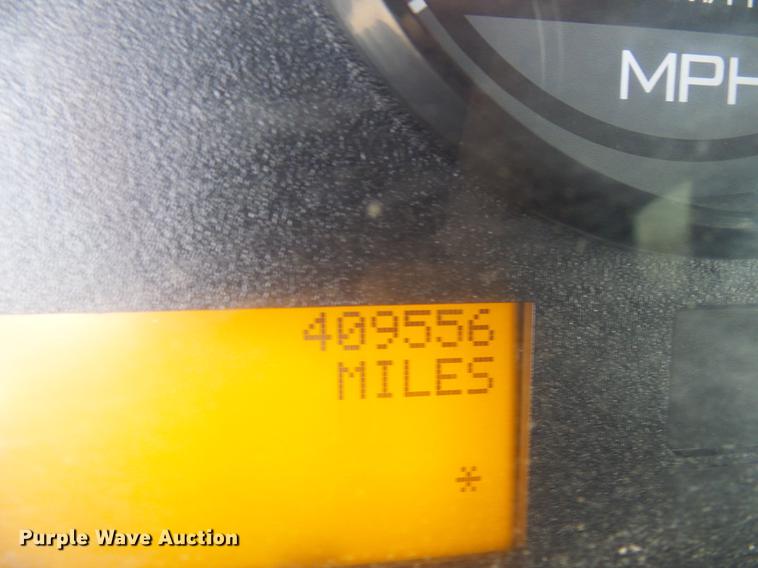 MPH
409556
MILES
*
Purple Wave Auction